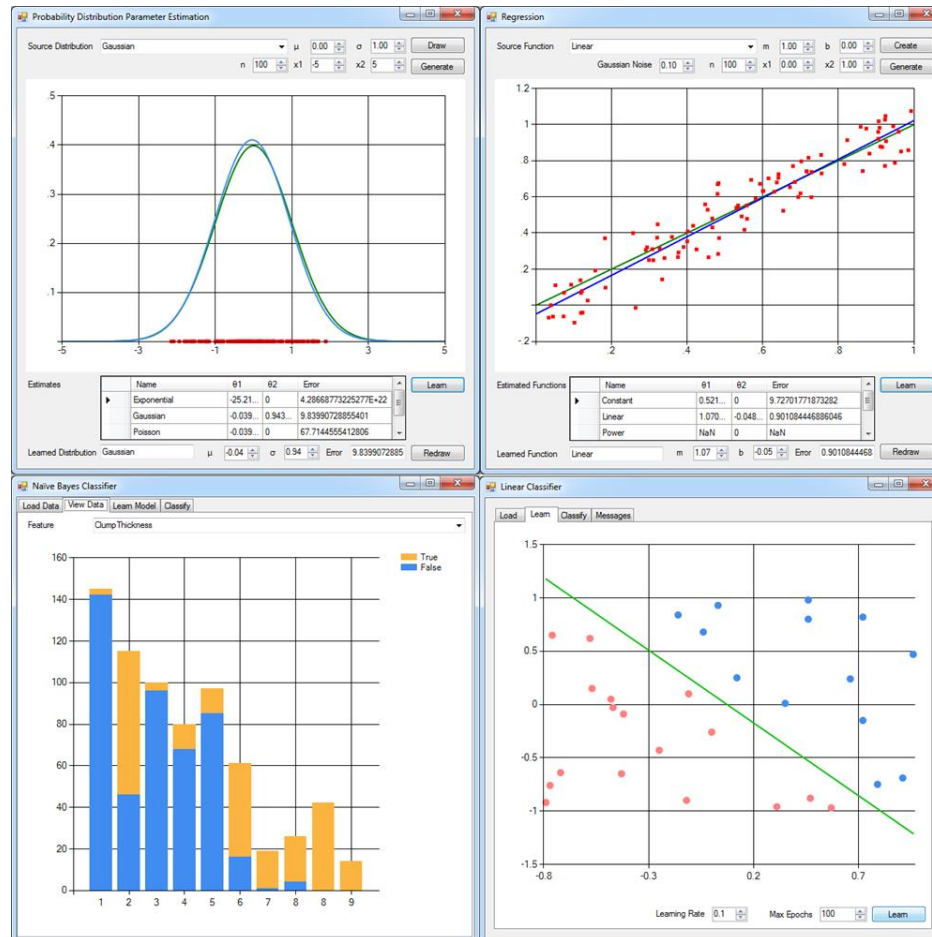 Probability Distribution Parameter Estimation
Source Distribution Gaussian μ 0.00 σ 1.00 Draw
n 100 x1 -5 x2 5 Generate
.5
.4
.3
.2
.1
-5 -3 -1 1 3 5
Estimates Learn
Name θ1 θ2 Error
Exponential -25.21... 0 4.28668773225277E+22
Gaussian -0.039... 0.943... 9.83990728855401
Poisson -0.039... 0 67.7144555412806
Learned Distribution Gaussian μ -0.04 σ 0.94 Error 9.8399072885 Redraw
Regression
Source Function Linear m 1.00 b 0.00 Create
Gaussian Noise 0.10 n 100 x1 0.00 x2 1.00 Generate
1.2
1
.8
.6
.4
.2
-.2
.2 .4 .6 .8 1
Estimated Functions Learn
Name θ1 θ2 Error
Constant 0.521... 0 9.72701771873282
Linear 1.070... -0.048... 0.901084446886046
Power NaN 0 NaN
Learned Function Linear m 1.07 b -0.05 Error 0.9010844468 Redraw
Naïve Bayes Classifier
Load Data View Data Learn Model Classify
Feature ClumpThickness
True
False
160
140
120
100
80
60
40
20
0
1 2 3 4 5 6 7 8 8 9
Linear Classifier
Load Learn Classify Messages
1.5
1
0.5
0
-0.5
-1
-1.5
-0.8 -0.3 0.2 0.7
Learning Rate 0.1 Max Epochs 100 Learn